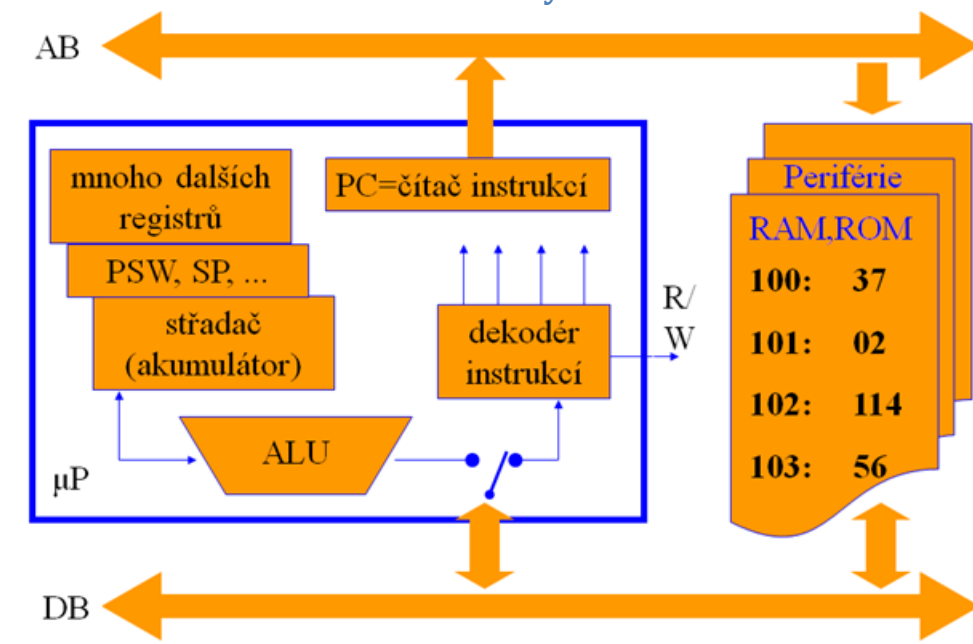 AB
mnoho dalších
registrů
PSW, SP, ...
střadač
(akumulátor)
PC=čítač instrukcí
dekodér
instrukcí
R/
W
ALU
μP
Periférie
RAM,ROM
100: 37
101: 02
102: 114
103: 56
DB